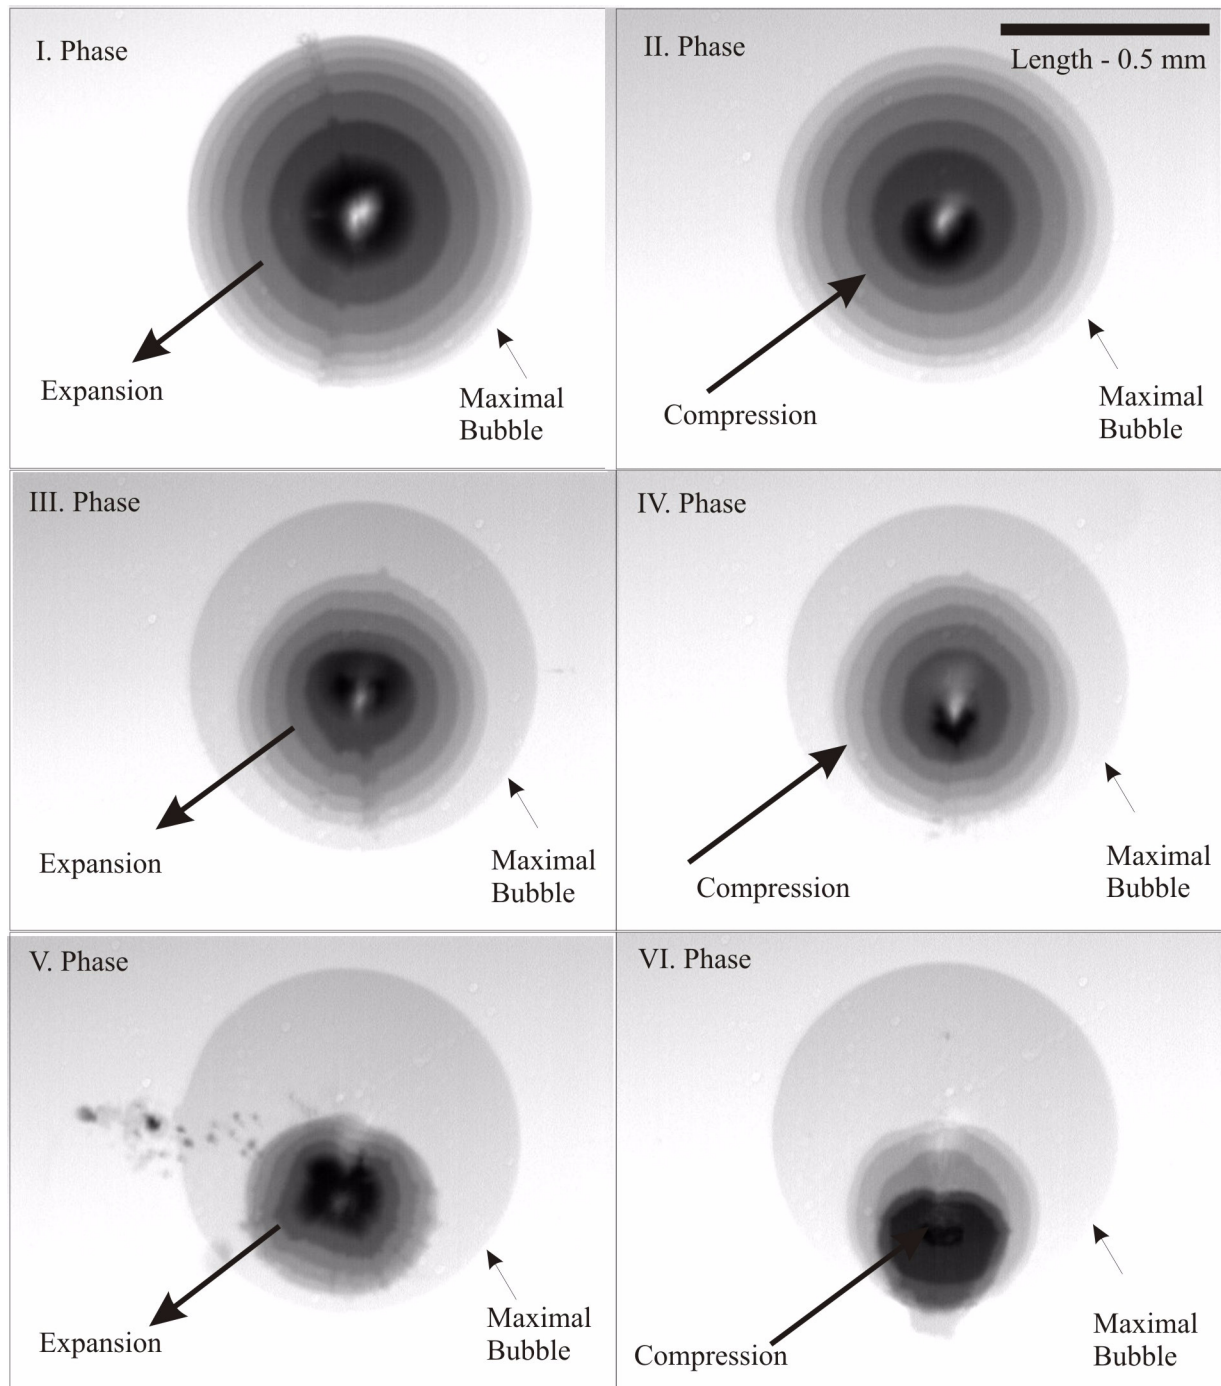 I. Phase
Expansion
Maximal
Bubble
II. Phase
Length - 0.5 mm
Compression
Maximal
Bubble
III. Phase
Expansion
Maximal
Bubble
IV. Phase
Compression
Maximal
Bubble
V. Phase
Expansion
Maximal
Bubble
VI. Phase
Compression
Maximal
Bubble